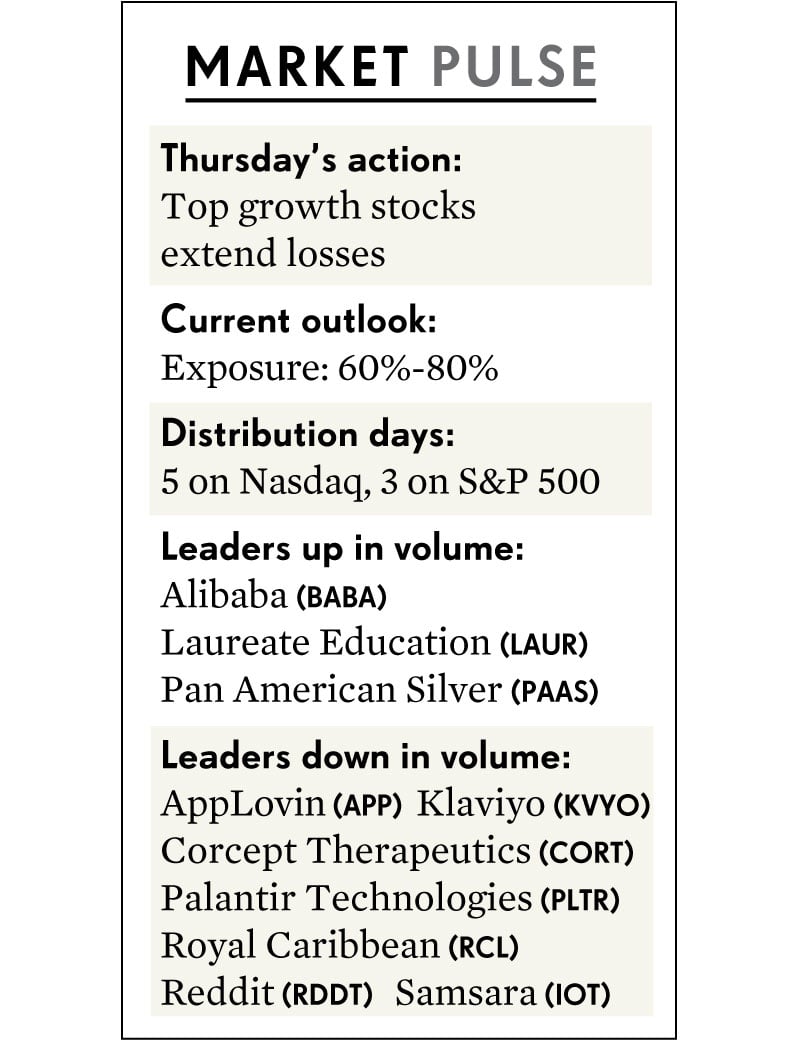 MARKET PULSE
Thursday's action:
Top growth stocks
extend losses
Current outlook:
Exposure: 60%-80%
Distribution days:
5 on Nasdaq, 3 on S&P 500
Leaders up in volume:
Alibaba (BABA)
Laureate Education (LAUR)
Pan American Silver (PAAS)
Leaders down in volume:
AppLovin (APP) Klaviyo (KVYO)
Corcept Therapeutics (CORT)
Palantir Technologies (PLTR)
Royal Caribbean (RCL)
Reddit (RDDT) Samsara (IOT)